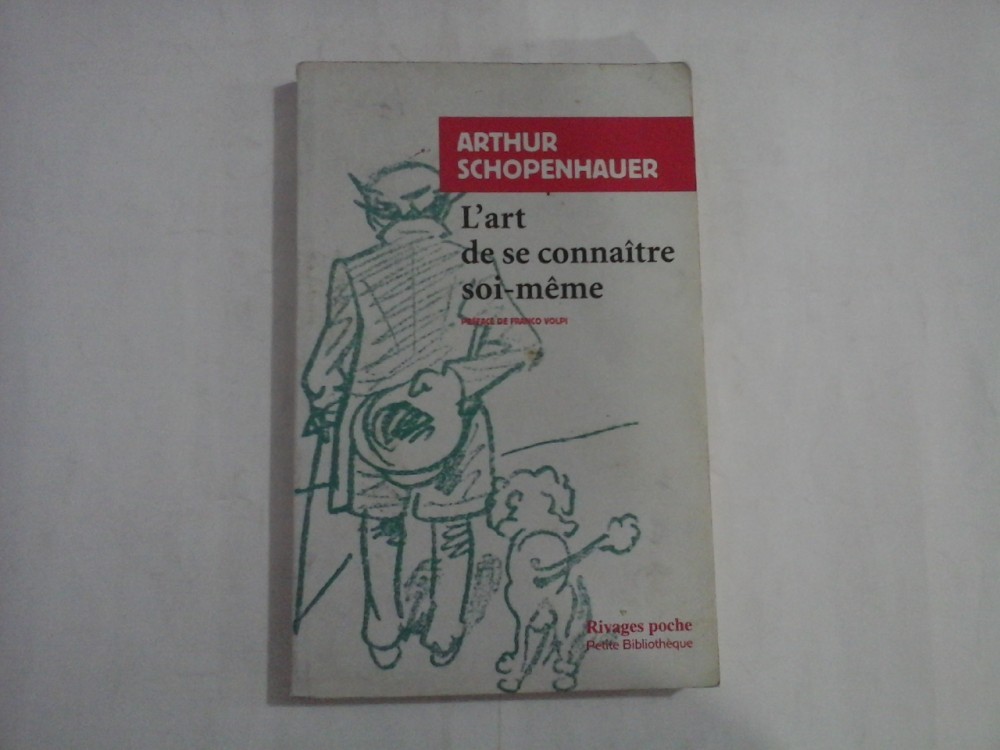 ARTHUR
SCHOPENHAUER
L'art
de se connaître
soi-même
PRÉFACE DE FRANCO VOLPI
Rivages poche
Petite Bibliothèque